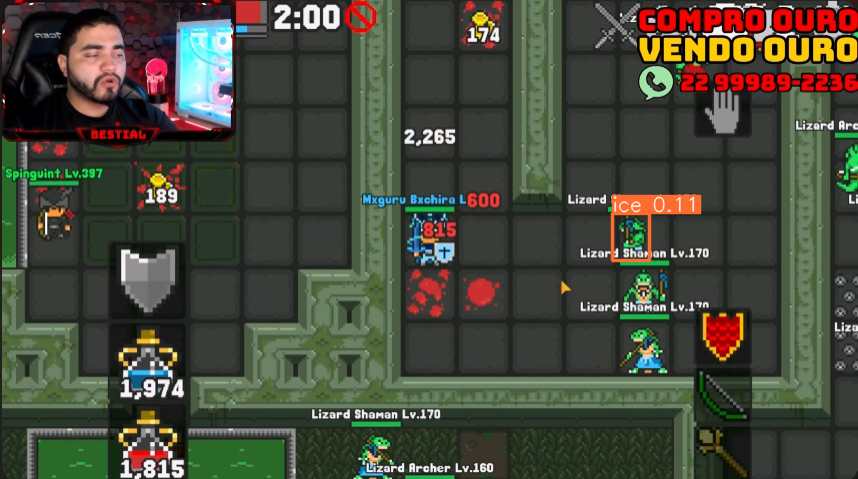 2:00
174
COMPRO OURO
VENDO OURO
22 99989-2236
BESTIAL
2,265
Lizard Arc
Spinguint Lv.397
189
Mxguru Bxchira L
600
Lizard
ice 0.11
815
Lizard Shaman Lv.170
Lizard Shaman Lv.170
1,974
Lizard Shaman Lv.170
1,815
Lizard Archer Lv.160